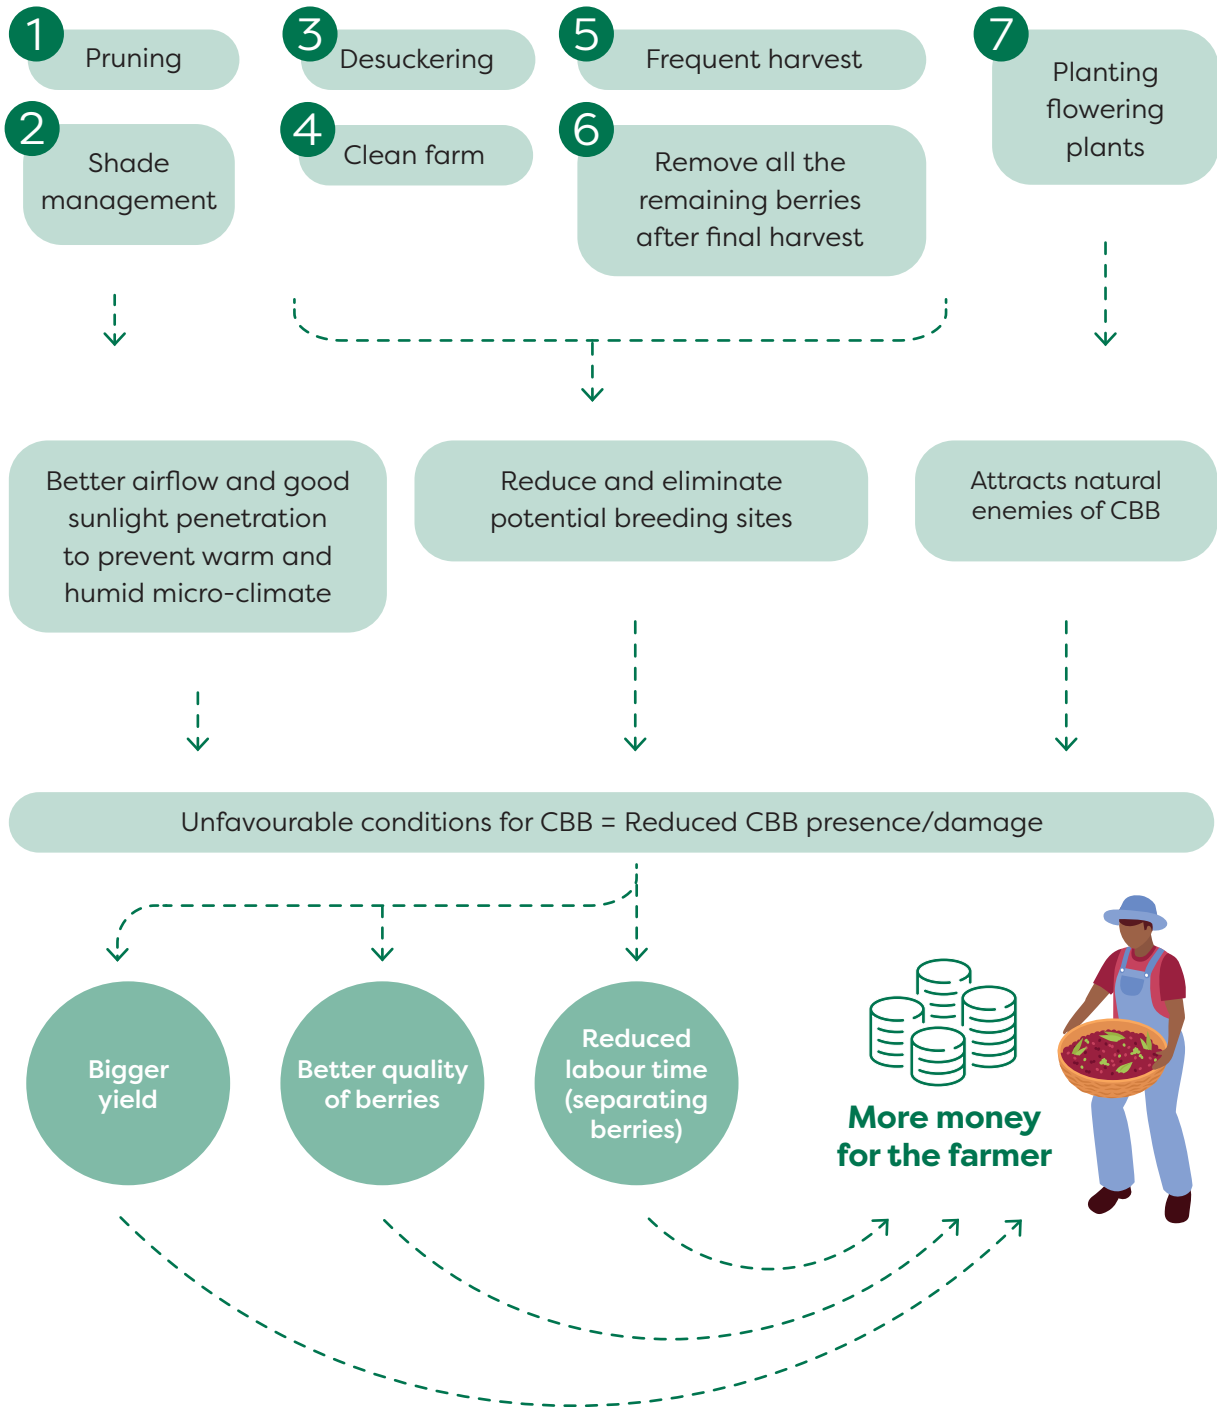 1
Pruning
2
Shade
management
3
Desuckering
4
Clean farm
5
Frequent harvest
6
Remove all the
remaining berries
after final harvest
7
Planting
flowering
plants
Better airflow and good
sunlight penetration
to prevent warm and
humid micro-climate
Reduce and eliminate
potential breeding sites
Attracts natural
enemies of CBB
Unfavourable conditions for CBB = Reduced CBB presence/damage
Bigger
yield
Better quality
of berries
Reduced
labour time
(separating
berries)
More money
for the farmer